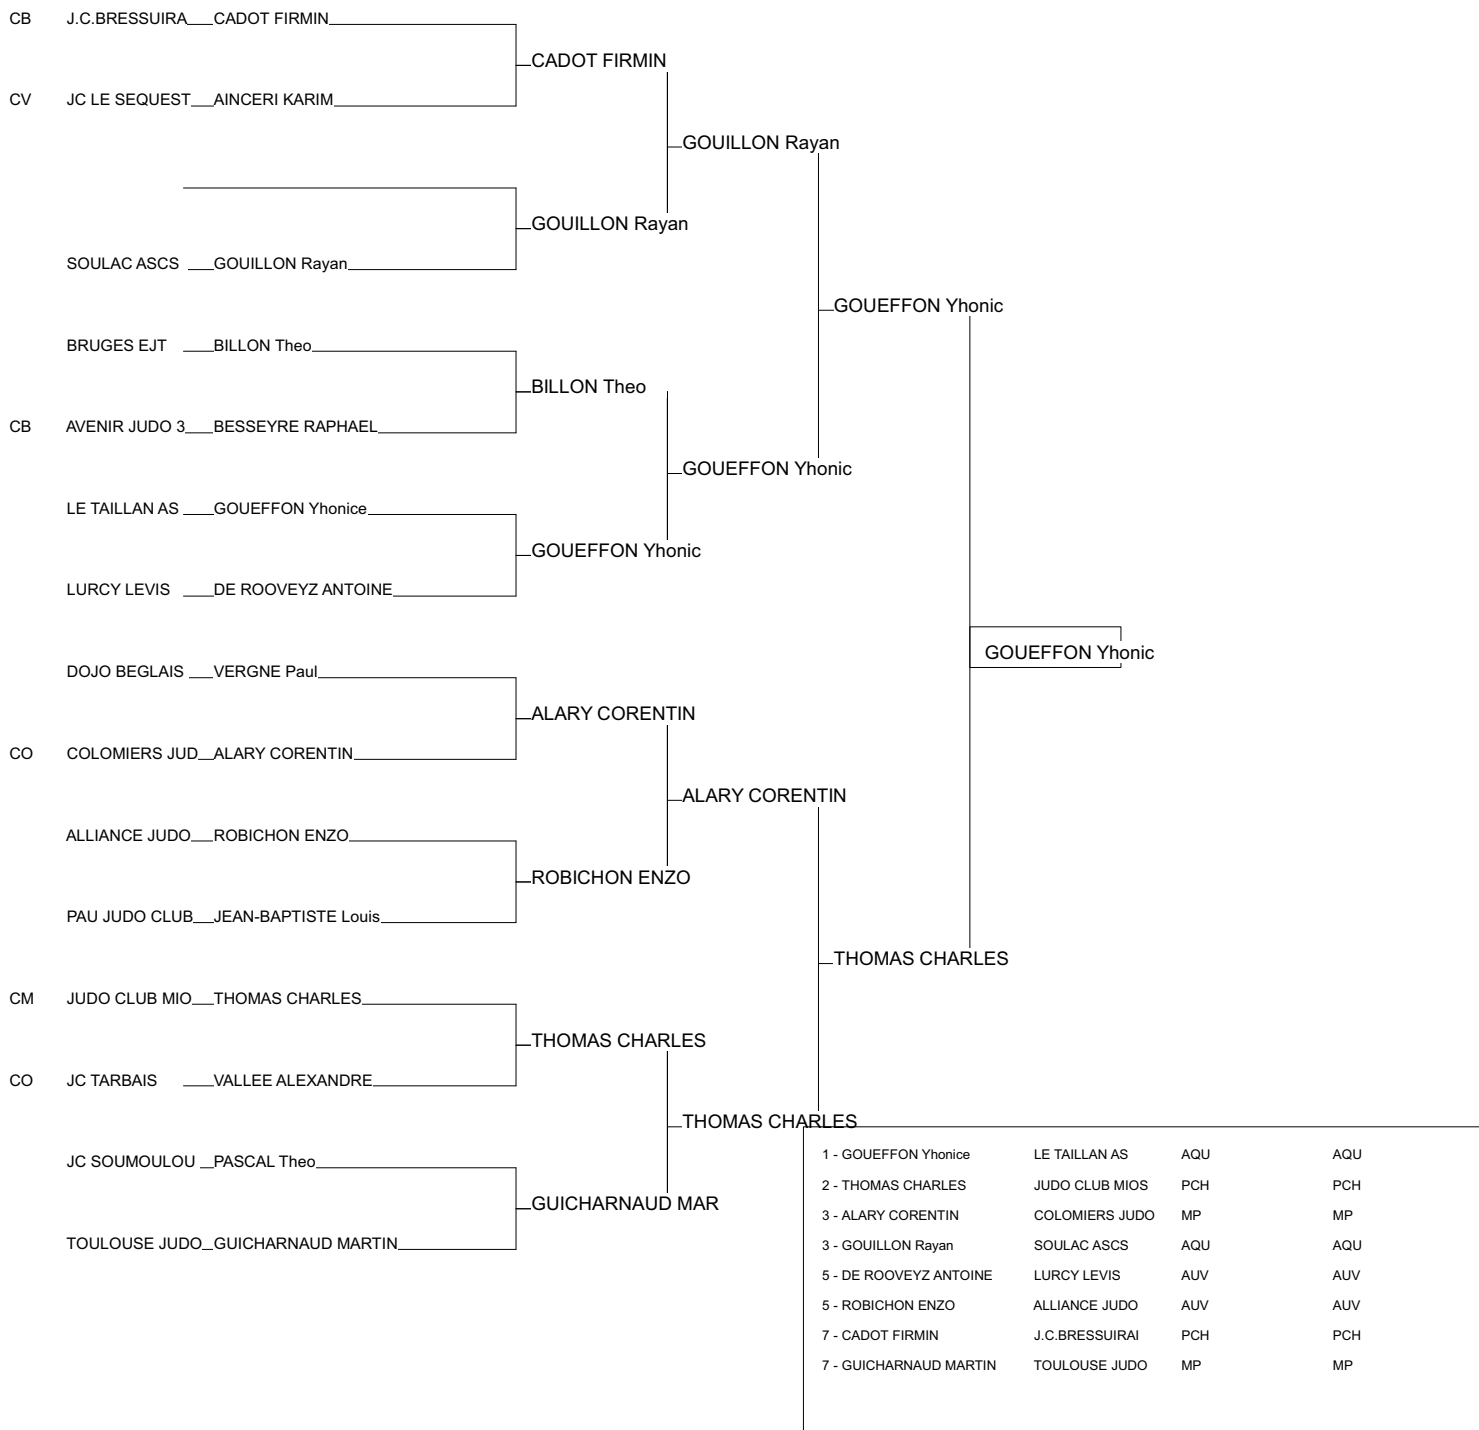 CB J.C.BRESSUIRA CADOT FIRMIN
CADOT FIRMIN
CV JC LE SEQUEST AINCERI KARIM
GOUILLON Rayan
GOUILLON Rayan
SOULAC ASCS GOUILLON Rayan
GOUEFFON Yhonic
BRUGES EJT BILLON Theo
BILLON Theo
CB AVENIR JUDO 3 BESSEYRE RAPHAEL
GOUEFFON Yhonic
LE TAILLAN AS GOUEFFON Yhonice
GOUEFFON Yhonic
LURCY LEVIS DE ROOVEYZ ANTOINE
GOUEFFON Yhonic
DOJO BEGLAIS VERGNE Paul
ALARY CORENTIN
CO COLOMIERS JUD ALARY CORENTIN
ALARY CORENTIN
ALLIANCE JUDO ROBICHON ENZO
ROBICHON ENZO
PAU JUDO CLUB JEAN-BAPTISTE Louis
THOMAS CHARLES
CM JUDO CLUB MIO THOMAS CHARLES
THOMAS CHARLES
CO JC TARBAIS VALLEE ALEXANDRE
THOMAS CHARLES
JC SOUMOULOU PASCAL Theo
GUICHARNAUD MAR
TOULOUSE JUDO GUICHARNAUD MARTIN
1 - GOUEFFON Yhonice LE TAILLAN AS AQU AQU
2 - THOMAS CHARLES JUDO CLUB MIOS PCH PCH
3 - ALARY CORENTIN COLOMIERS JUDO MP MP
3 - GOUILLON Rayan SOULAC ASCS AQU AQU
5 - DE ROOVEYZ ANTOINE LURCY LEVIS AUV AUV
5 - ROBICHON ENZO ALLIANCE JUDO AUV AUV
7 - CADOT FIRMIN J.C.BRESSUIRAI PCH PCH
7 - GUICHARNAUD MARTIN TOULOUSE JUDO MP MP